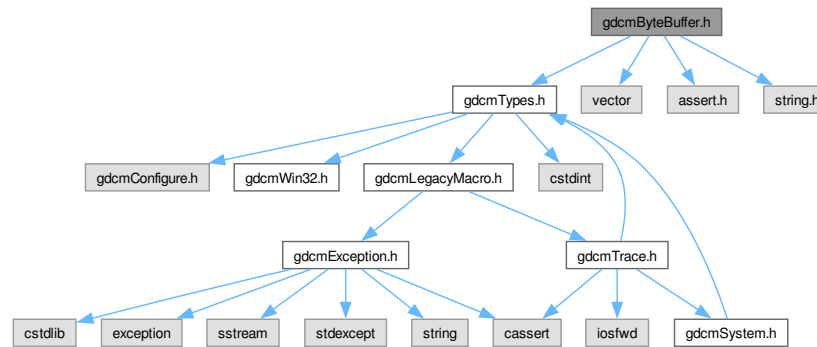 gdcmByteBuffer.h
gdcmTypes.h
vector
assert.h
string.h
gdcmConfigure.h
gdcmWin32.h
gdcmLegacyMacro.h
cstdint
gdcmException.h
gdcmTrace.h
cstdlib
exception
sstream
stdexcept
string
cassert
iosfwd
gdcmSystem.h